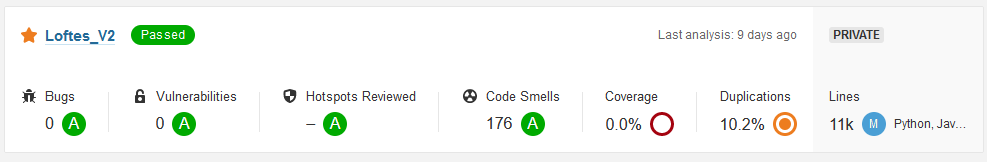 Loftes_V2 Passed Last analysis: 9 days ago PRIVATE
Bugs Vulnerabilities Hotspots Reviewed Code Smells Coverage Duplications Lines
0 A 0 A – A 176 A 0.0% 10.2% 11k M Python, Jav...